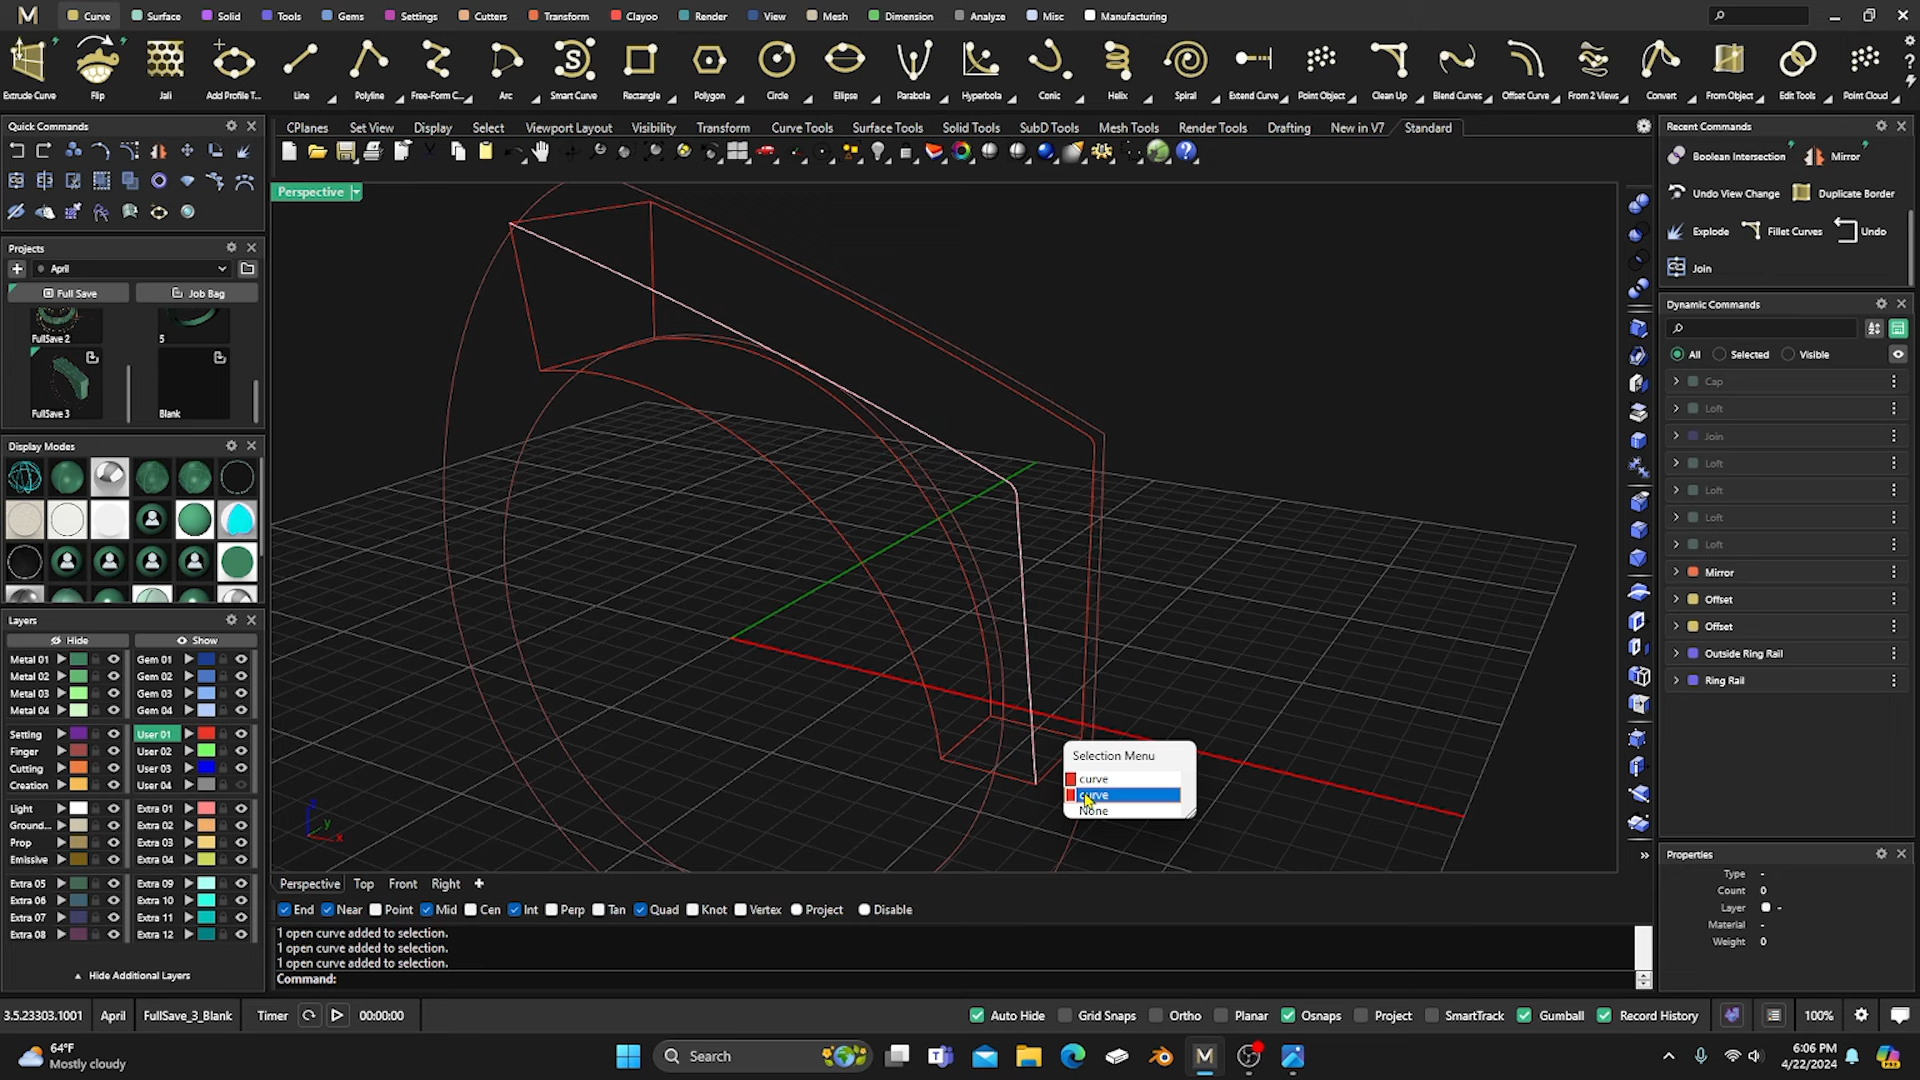 Curve Surface Solid Tools Gems Settings Cutters Transform Clayoo Render View Mesh Dimension Analyze Misc Manufacturing
Extrude Curve Flip Jali Add Profile T... Line Polyline Free-Form C... Arc Smart Curve Rectangle Polygon Circle Ellipse Parabola Hyperbola Conic Helix Spiral Extend Curve Point Object Clean Up Blend Curves Offset Curve From 2 Views Convert From Object Edit Tools Point Cloud
Quick Commands
CPlanes Set View Display Select Viewport Layout Visibility Transform Curve Tools Surface Tools Solid Tools SubD Tools Mesh Tools Render Tools Drafting New in V7 Standard
Perspective
Projects
April
Full Save Job Bag
FullSave 2 5
FullSave 3 Blank
Display Modes
Layers
Hide Show
Metal 01 Gem 01
Metal 02 Gem 02
Metal 03 Gem 03
Metal 04 Gem 04
Setting User 01
Finger User 02
Cutting User 03
Creation User 04
Light Extra 01
Ground... Extra 02
Prop Extra 03
Emissive Extra 04
Extra 05 Extra 09
Extra 06 Extra 10
Extra 07 Extra 11
Extra 08 Extra 12
Hide Additional Layers
z
y
x
Selection Menu
curve
curve
None
Perspective Top Front Right
End Near Point Mid Cen Int Perp Tan Quad Knot Vertex Project Disable
1 open curve added to selection.
1 open curve added to selection.
1 open curve added to selection.
Command:
Recent Commands
Boolean Intersection Mirror
Undo View Change Duplicate Border
Explode Fillet Curves Undo
Join
Dynamic Commands
All Selected Visible
Cap
Loft
Join
Loft
Loft
Loft
Loft
Mirror
Offset
Offset
Outside Ring Rail
Ring Rail
Properties
Type -
Count 0
Layer -
Material -
Weight 0
3.5.23303.1001 April FullSave_3_Blank Timer 00:00:00 Auto Hide Grid Snaps Ortho Planar Osnaps Project SmartTrack Gumball Record History 100%
64°F
Mostly cloudy
Search
6:06 PM
4/22/2024